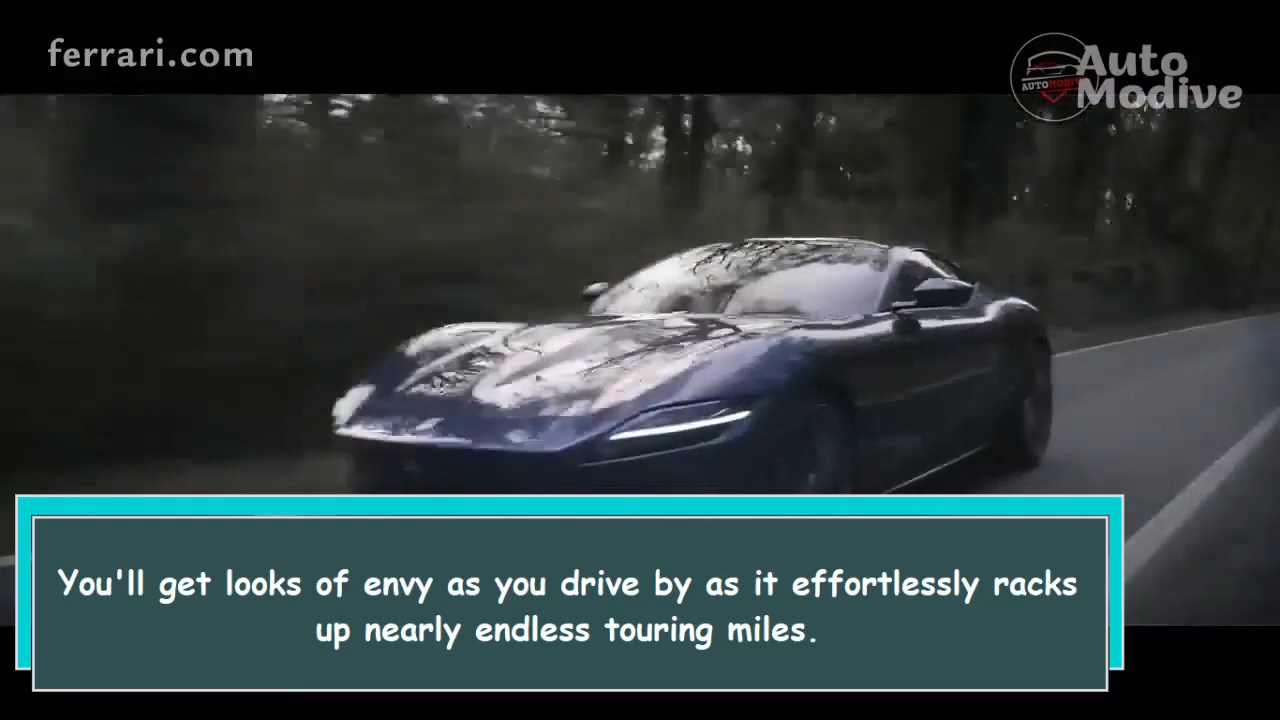 ferrari.com
Auto
Modive
AUTOMODIVE
You'll get looks of envy as you drive by as it effortlessly racks
up nearly endless touring miles.